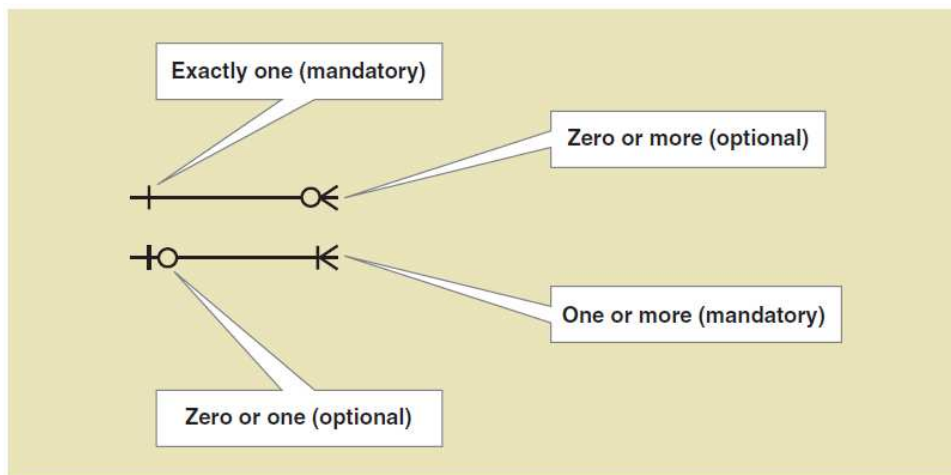 Exactly one (mandatory)
Zero or more (optional)
One or more (mandatory)
Zero or one (optional)